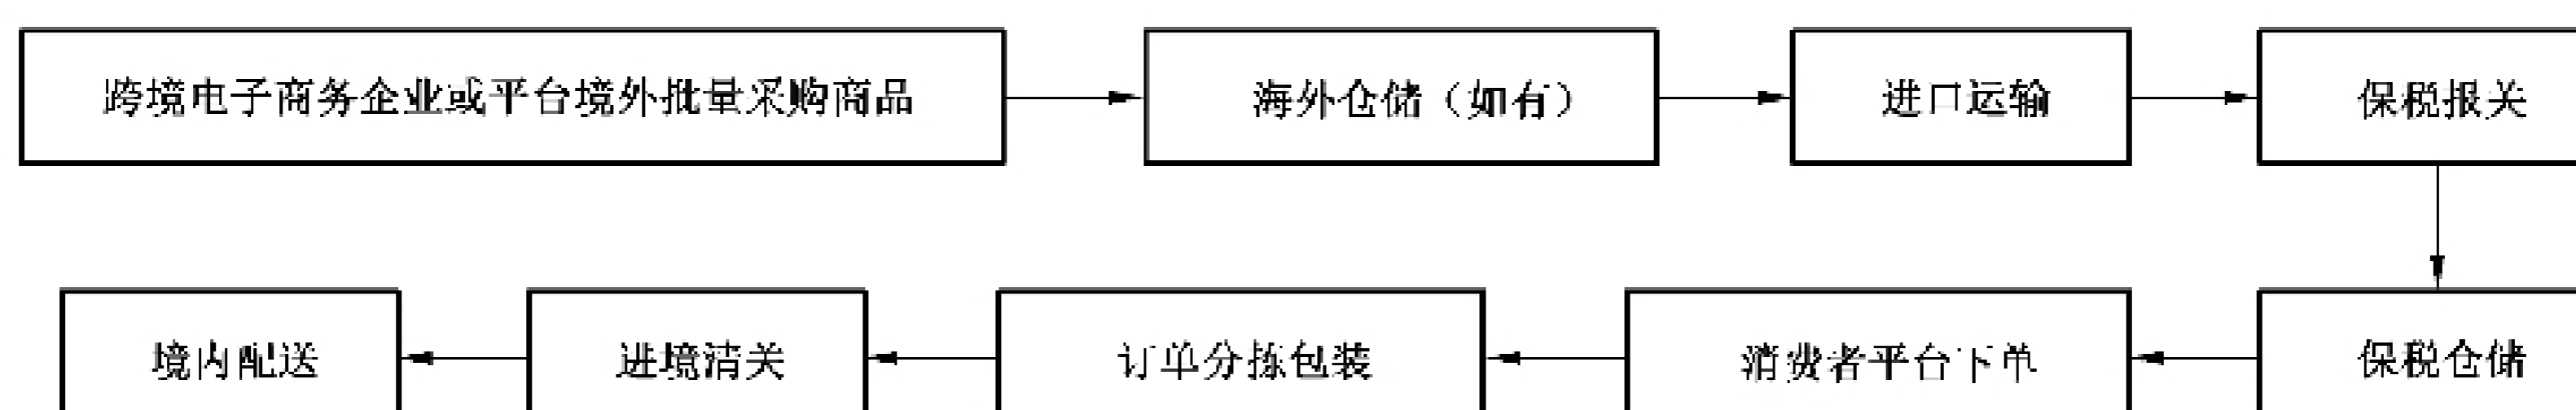 跨境电子商务企业或平台境外批量采购商品
海外仓储（如有）
进口运输
保税报关
保税仓储
消费者平台下单
订单分拣包装
进境清关
境内配送